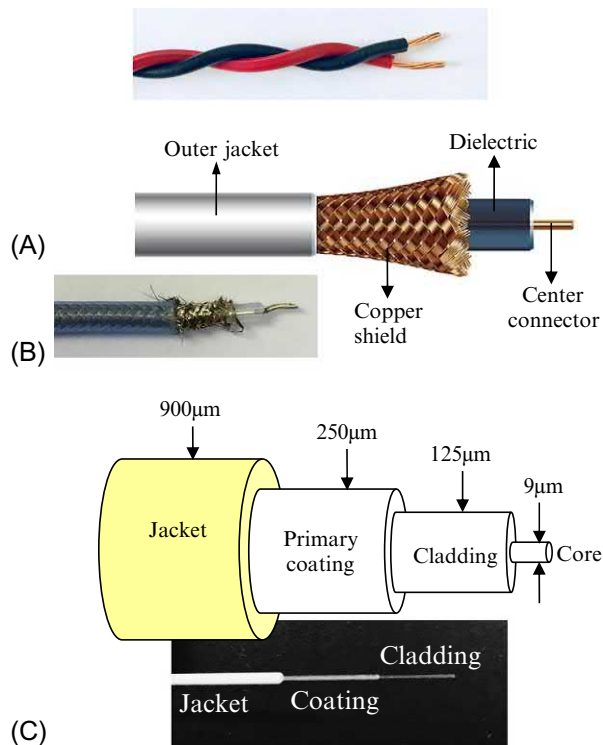 Outer jacket
Dielectric
(A)
Copper
shield
Center
connector
(B)
900μm
250μm
125μm
9μm
Jacket
Primary
coating
Cladding
Core
Cladding
Jacket
Coating
(C)